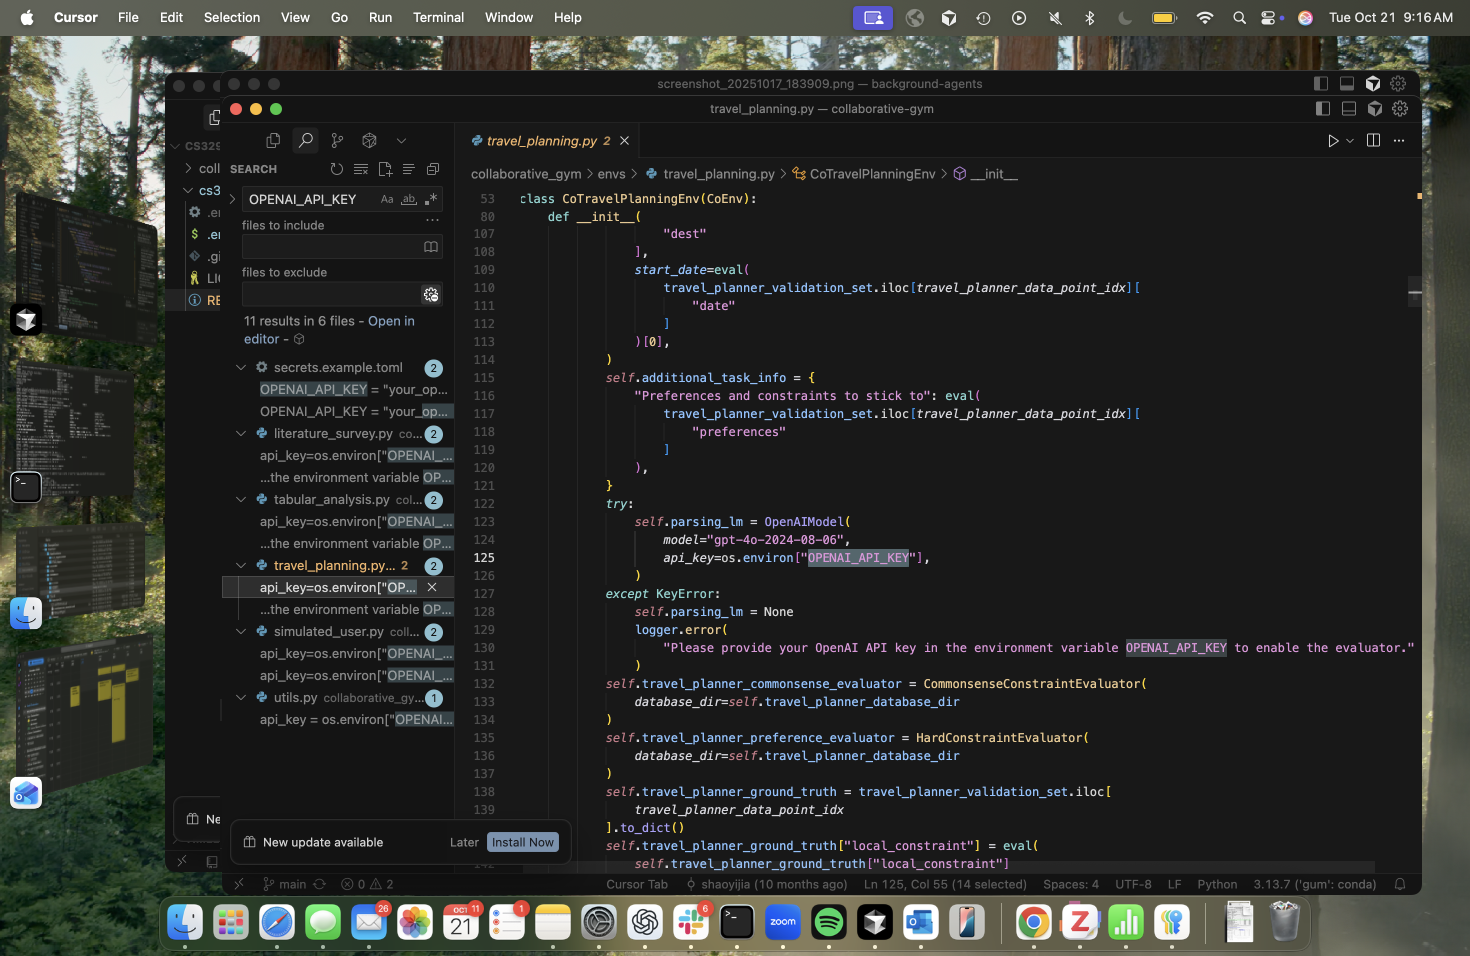 Cursor File Edit Selection View Go Run Terminal Window Help
Tue Oct 21 9:16 AM
screenshot_20251017_183909.png — background-agents
travel_planning.py — collaborative-gym
CS329
coll
cs3
.e
.er
.gi
LIC
RE
SEARCH
OPENAI_API_KEY
Aa ab .*
files to include
files to exclude
11 results in 6 files - Open in
editor -
secrets.example.toml 2
OPENAI_API_KEY = "your_op...
OPENAI_API_KEY = "your_op...
literature_survey.py co... 2
api_key=os.environ["OPENAI_...
...the environment variable OP...
tabular_analysis.py col... 2
api_key=os.environ["OPENAI_...
...the environment variable OP...
travel_planning.py... 2 2
api_key=os.environ["OP...
...the environment variable OP...
simulated_user.py coll... 2
api_key=os.environ["OPENAI_...
api_key=os.environ["OPENAI_...
utils.py collaborative_gy... 1
api_key = os.environ["OPENAI...
travel_planning.py 2
collaborative_gym > envs > travel_planning.py > CoTravelPlanningEnv > __init__
53 class CoTravelPlanningEnv(CoEnv):
80 def __init__(
107 "dest"
108 ],
109 start_date=eval(
110 travel_planner_validation_set.iloc[travel_planner_data_point_idx][
111 "date"
112 ]
113 )[0],
114 )
115 self.additional_task_info = {
116 "Preferences and constraints to stick to": eval(
117 travel_planner_validation_set.iloc[travel_planner_data_point_idx][
118 "preferences"
119 ]
120 ),
121 }
122 try:
123 self.parsing_lm = OpenAIModel(
124 model="gpt-4o-2024-08-06",
125 api_key=os.environ["OPENAI_API_KEY"],
126 )
127 except KeyError:
128 self.parsing_lm = None
129 logger.error(
130 "Please provide your OpenAI API key in the environment variable OPENAI_API_KEY to enable the evaluator."
131 )
132 self.travel_planner_commonsense_evaluator = CommonsenseConstraintEvaluator(
133 database_dir=self.travel_planner_database_dir
134 )
135 self.travel_planner_preference_evaluator = HardConstraintEvaluator(
136 database_dir=self.travel_planner_database_dir
137 )
138 self.travel_planner_ground_truth = travel_planner_validation_set.iloc[
139 travel_planner_data_point_idx
].to_dict()
self.travel_planner_ground_truth["local_constraint"] = eval(
142 self.travel_planner_ground_truth["local_constraint"]
Ne
New update available Later Install Now
main 0 2
Cursor Tab shaoyijia (10 months ago) Ln 125, Col 55 (14 selected) Spaces: 4 UTF-8 LF Python 3.13.7 ('gum': conda)
26
OCT 11
21
1
6
zoom